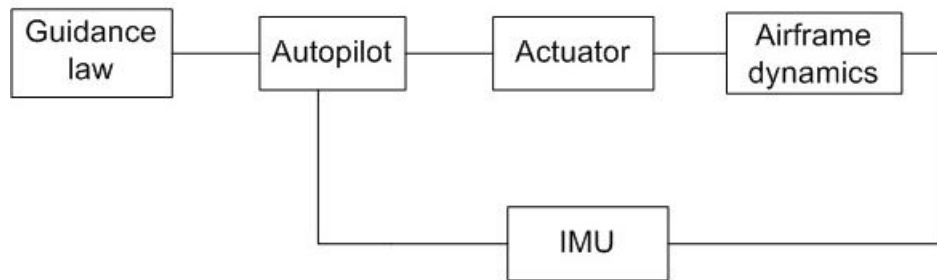 Guidance
law
Autopilot
Actuator
Airframe
dynamics
IMU